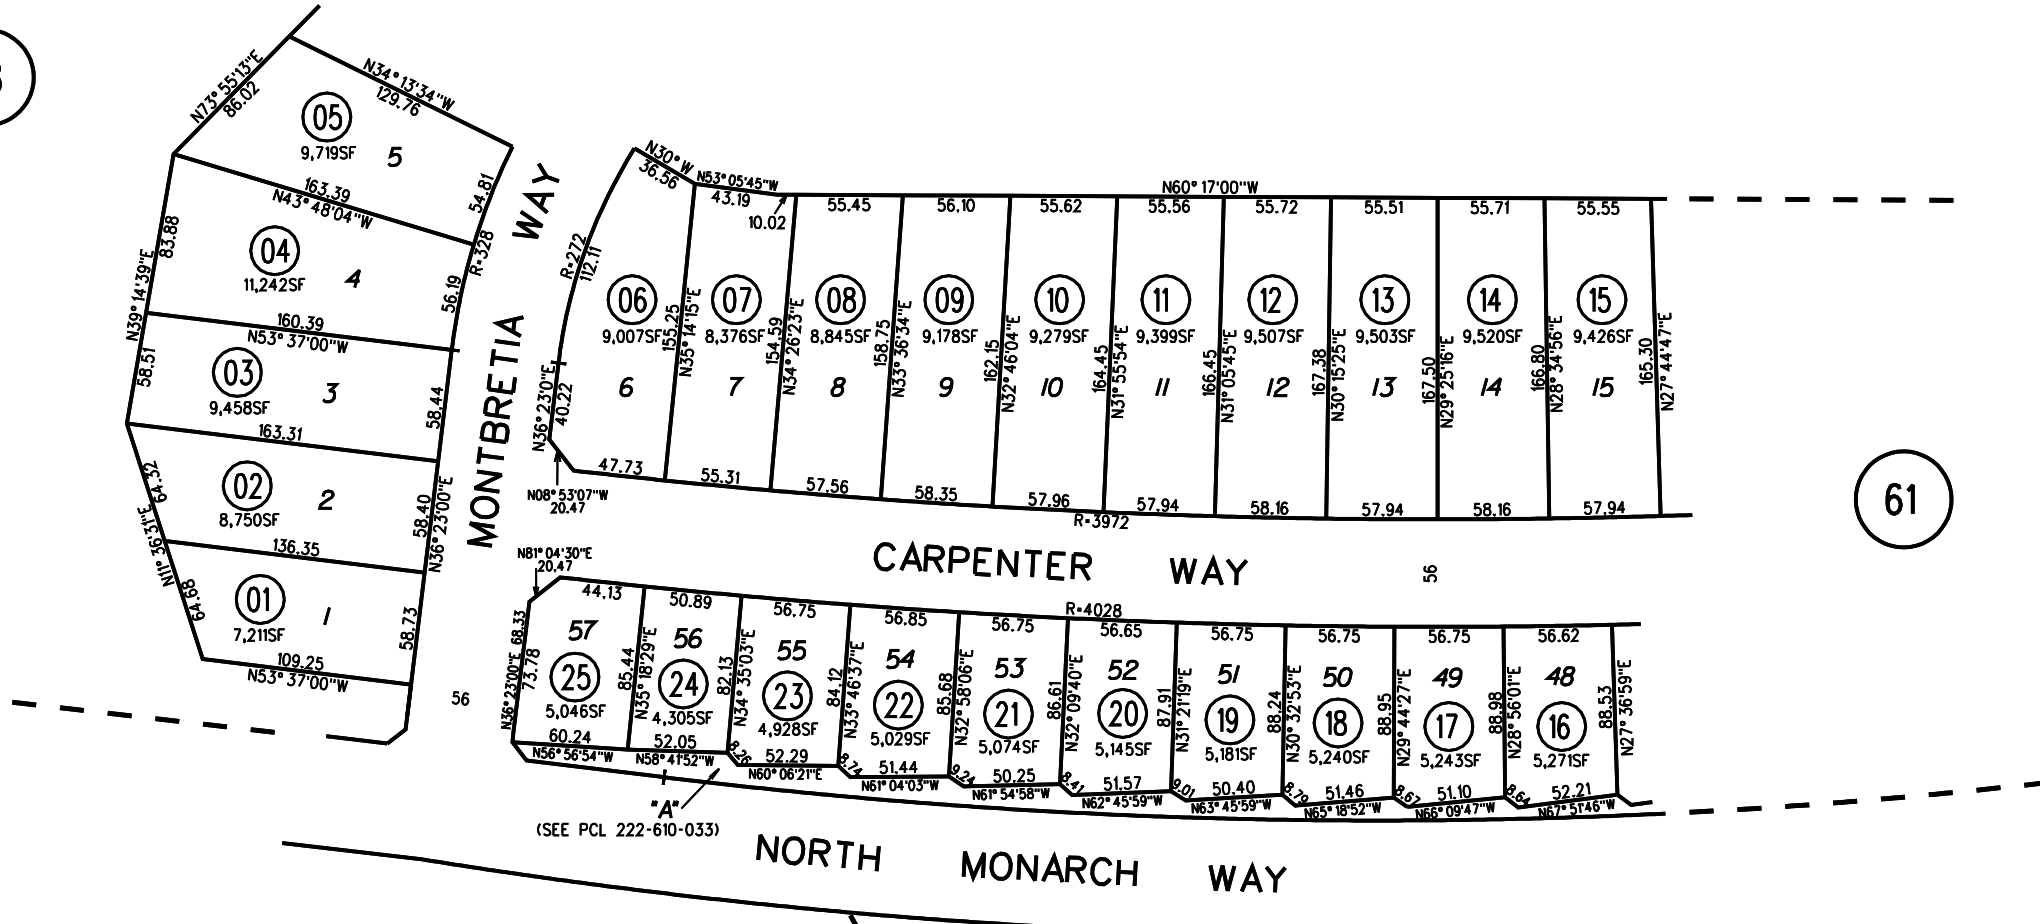 N73°55'13"E
86.02
N34°13'34"W
129.76
05
9,719SF
5
54.81
163.39
N43°48'04"W
83.88
N39°14'39"E
04
11,242SF
4
R=328
56.19
160.39
N53°37'00"W
58.51
03
9,458SF
3
58.44
163.31
64.52
N11°36'31"E
02
8,750SF
2
58.40
N36°23'00"E
136.35
64.68
01
7,211SF
1
58.73
109.25
N53°37'00"W
MONTBRETIA WAY
56
N30°W
36.56
N53°05'45"W
43.19
10.02
N60°17'00"W
55.45
56.10
55.62
55.56
55.72
55.51
55.71
55.55
R=272
112.11
N36°23'0"E
40.22
06
9,007SF
6
155.25
N35°14'15"E
07
8,376SF
7
154.59
N34°26'23"E
08
8,845SF
8
158.75
N33°36'34"E
09
9,178SF
9
162.15
N32°46'04"E
10
9,279SF
10
164.45
N31°55'54"E
11
9,399SF
11
166.45
N31°05'45"E
12
9,507SF
12
167.38
N30°15'25"E
13
9,503SF
13
167.50
N29°25'16"E
14
9,520SF
14
166.80
N28°34'56"E
15
9,426SF
15
165.30
N27°44'47"E
47.73
55.31
57.56
58.35
57.96
57.94
58.16
57.94
58.16
57.94
N08°53'07"W
20.47
R=3972
61
CARPENTER WAY
56
N81°04'30"E
20.47
R=4028
44.13
50.89
56.75
56.85
56.75
56.65
56.75
56.75
56.75
56.62
68.33
N36°23'00"E
73.78
57
25
5,046SF
85.44
N35°18'29"E
56
24
4,305SF
82.13
N34°35'03"E
55
23
4,928SF
84.12
N33°46'37"E
54
22
5,029SF
85.68
N32°58'06"E
53
21
5,074SF
86.61
N32°09'40"E
52
20
5,145SF
87.91
N31°21'19"E
51
19
5,181SF
88.24
N30°32'53"E
50
18
5,240SF
88.95
N29°44'27"E
49
17
5,243SF
88.98
N28°56'01"E
48
16
5,271SF
88.53
N27°36'59"E
60.24
N56°56'54"W
52.05
N58°41'52"W
8.26
52.29
N60°06'21"E
8.74
51.44
N61°04'03"W
9.24
50.25
N61°54'58"W
8.41
51.57
N62°45'59"W
9.01
50.40
N63°45'59"W
8.79
51.46
N65°18'52"W
8.67
51.10
N66°09'47"W
8.64
52.21
N67°51'46"W
"A"
(SEE PCL 222-610-033)
NORTH MONARCH WAY